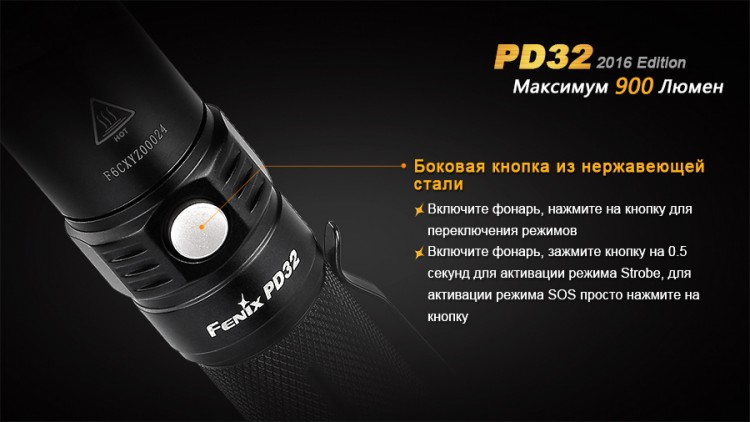 PD32 2016 Edition
Максимум 900 Люмен
HOT
F6CXYZ00024
Боковая кнопка из нержавеющей
стали
Включите фонарь, нажмите на кнопку для
переключения режимов
Включите фонарь, зажмите кнопку на 0.5
секунд для активации режима Strobe, для
активации режима SOS просто нажмите на
кнопку
FENIX PD32